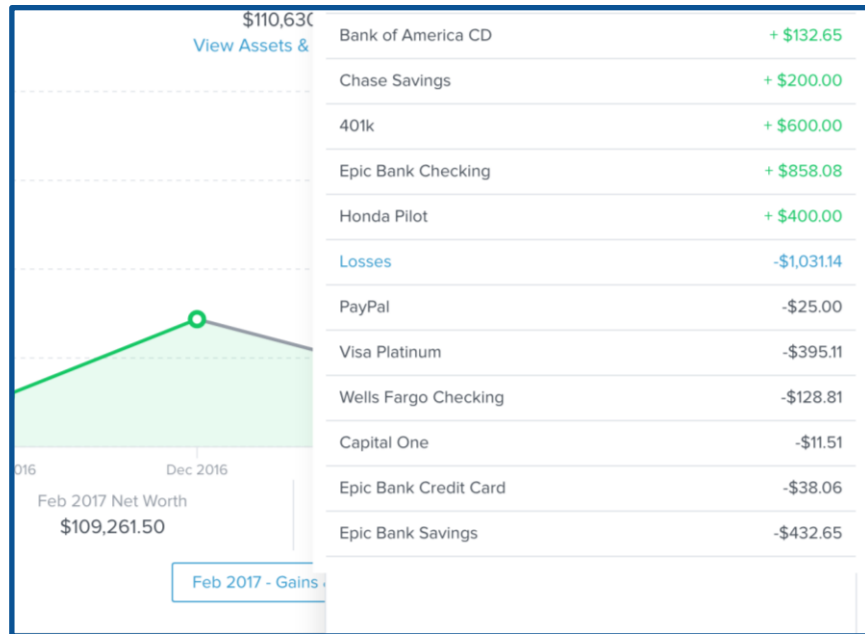 $110,630
View Assets &
016
Dec 2016
Feb 2017 Net Worth
$109,261.50
Feb 2017 - Gains &
Bank of America CD + $132.65
Chase Savings + $200.00
401k + $600.00
Epic Bank Checking + $858.08
Honda Pilot + $400.00
Losses -$1,031.14
PayPal -$25.00
Visa Platinum -$395.11
Wells Fargo Checking -$128.81
Capital One -$11.51
Epic Bank Credit Card -$38.06
Epic Bank Savings -$432.65